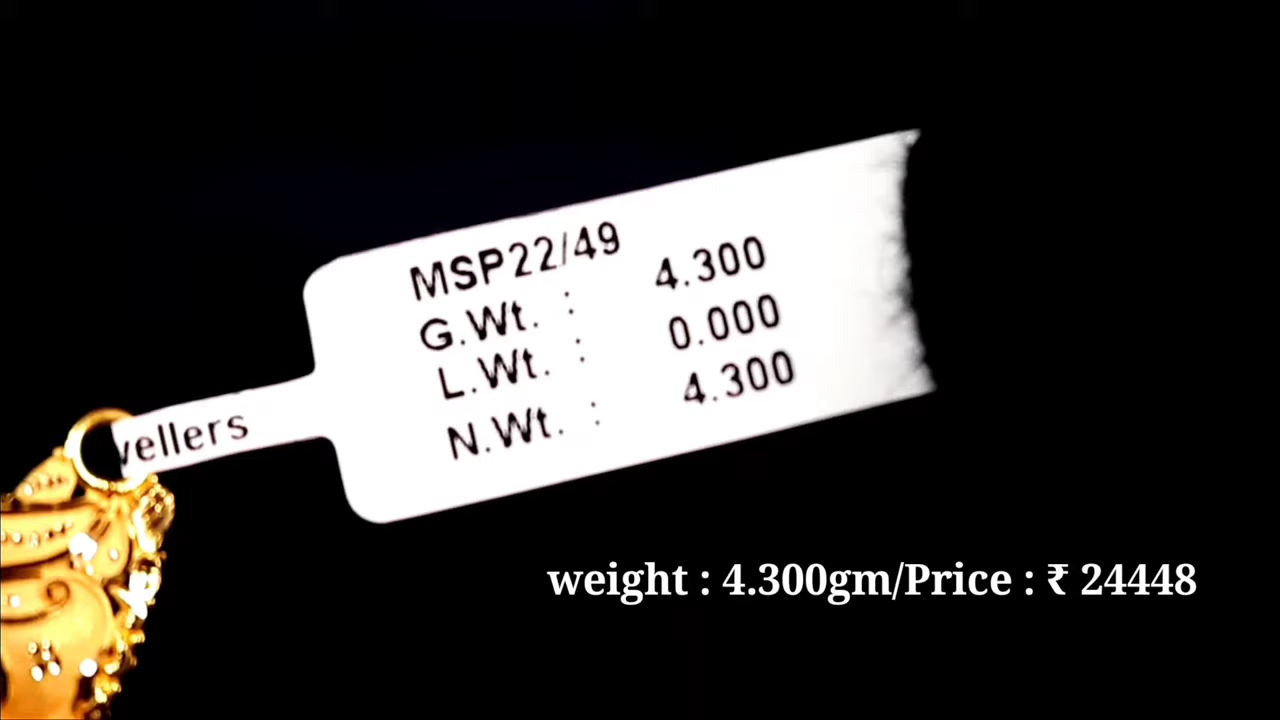 MSP22/49
G.Wt. : 4.300
L.Wt. : 0.000
N.Wt. : 4.300
vellers
weight : 4.300gm/Price : ₹ 24448